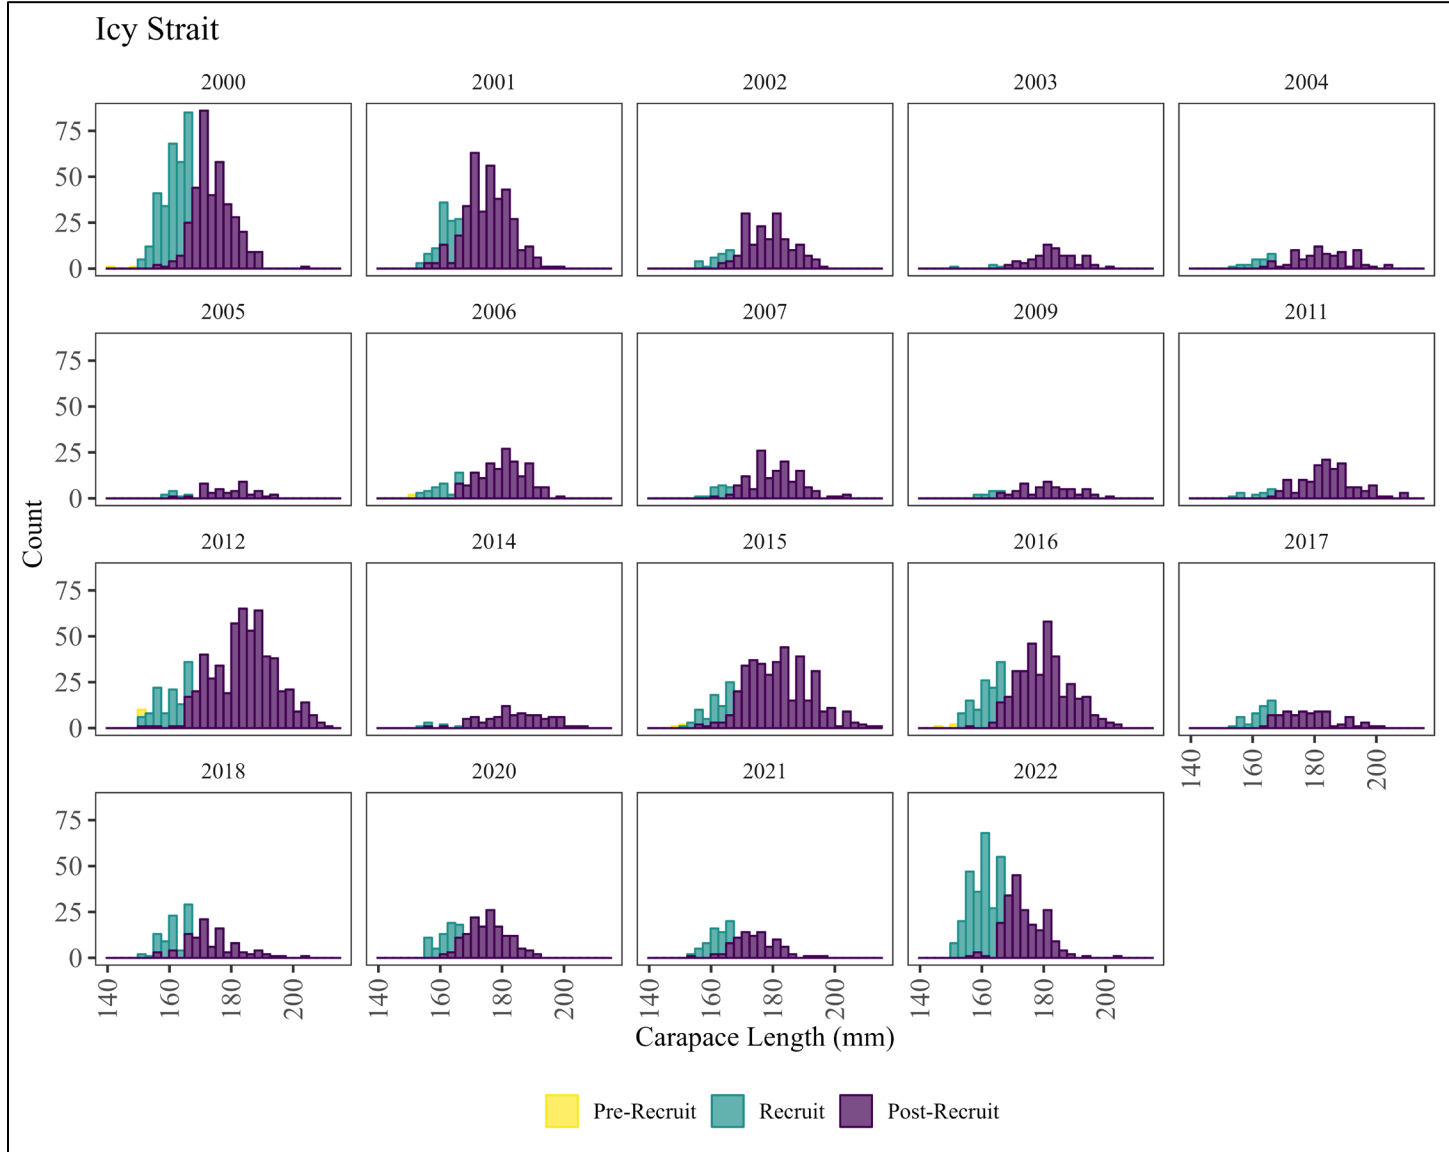 Icy Strait
2000 2001 2002 2003 2004
75
50
25
0
2005 2006 2007 2009 2011
75
50
25
0
Count
2012 2014 2015 2016 2017
75
50
25
0
140 160 180 200
2018 2020 2021 2022
75
50
25
0
140 160 180 200 140 160 180 200 140 160 180 200 140 160 180 200
Carapace Length (mm)
Pre-Recruit Recruit Post-Recruit